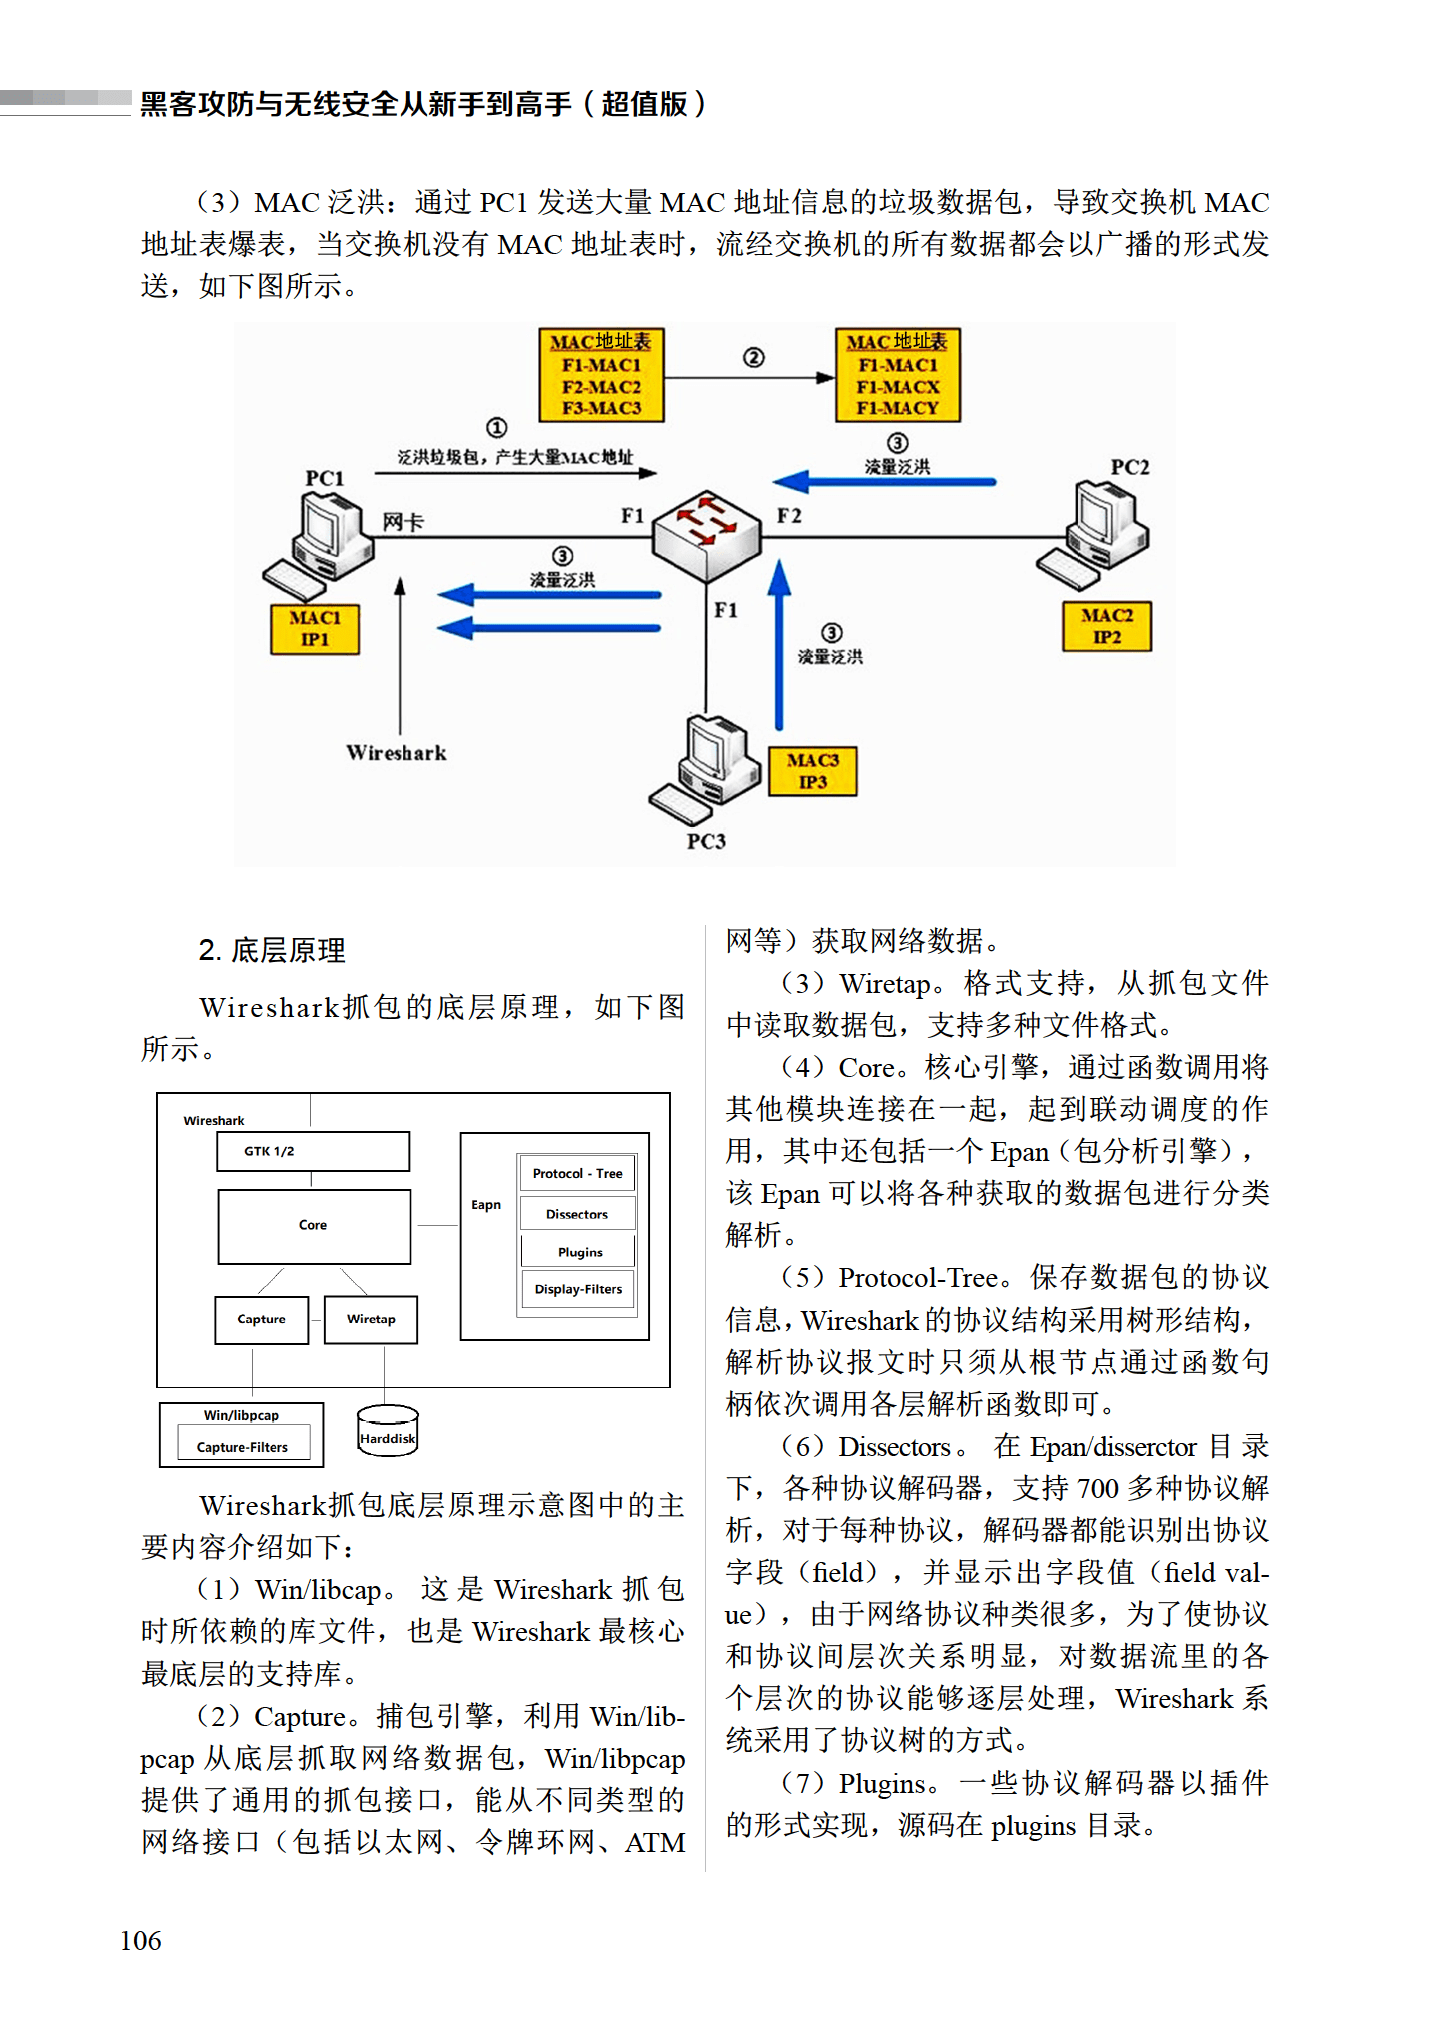 黑客攻防与无线安全从新手到高手（超值版）
（3）MAC 泛洪：通过 PC1 发送大量 MAC 地址信息的垃圾数据包，导致交换机 MAC
地址表爆表，当交换机没有 MAC 地址表时，流经交换机的所有数据都会以广播的形式发
送，如下图所示。
MAC地址表
F1-MAC1
F2-MAC2
F3-MAC3
②
MAC地址表
F1-MAC1
F1-MACX
F1-MACY
①
泛洪垃圾包，产生大量MAC地址
③
流量泛洪
PC1
PC2
网卡
F1
F2
③
流量泛洪
F1
MAC1
IP1
MAC2
IP2
③
流量泛洪
Wireshark
MAC3
IP3
PC3
2. 底层原理
Wireshark抓包的底层原理，如下图
所示。
Wireshark
GTK 1/2
Core
Capture
Wiretap
Eapn
Protocol - Tree
Dissectors
Plugins
Display-Filters
Win/libpcap
Capture-Filters
Harddisk
Wireshark抓包底层原理示意图中的主
要内容介绍如下：
（1）Win/libcap。 这 是 Wireshark 抓 包
时所依赖的库文件，也是 Wireshark 最核心
最底层的支持库。
（2）Capture。捕包引擎，利用 Win/lib-
pcap 从底层抓取网络数据包，Win/libpcap
提供了通用的抓包接口，能从不同类型的
网络接口（包括以太网、令牌环网、ATM
网等）获取网络数据。
（3）Wiretap。格式支持，从抓包文件
中读取数据包，支持多种文件格式。
（4）Core。核心引擎，通过函数调用将
其他模块连接在一起，起到联动调度的作
用，其中还包括一个 Epan（包分析引擎），
该 Epan 可以将各种获取的数据包进行分类
解析。
（5）Protocol-Tree。保存数据包的协议
信息，Wireshark 的协议结构采用树形结构，
解析协议报文时只须从根节点通过函数句
柄依次调用各层解析函数即可。
（6）Dissectors。 在 Epan/disserctor 目 录
下，各种协议解码器，支持 700 多种协议解
析，对于每种协议，解码器都能识别出协议
字段（field），并显示出字段值（field val-
ue），由于网络协议种类很多，为了使协议
和协议间层次关系明显，对数据流里的各
个层次的协议能够逐层处理，Wireshark 系
统采用了协议树的方式。
（7）Plugins。一些协议解码器以插件
的形式实现，源码在 plugins 目录。
106